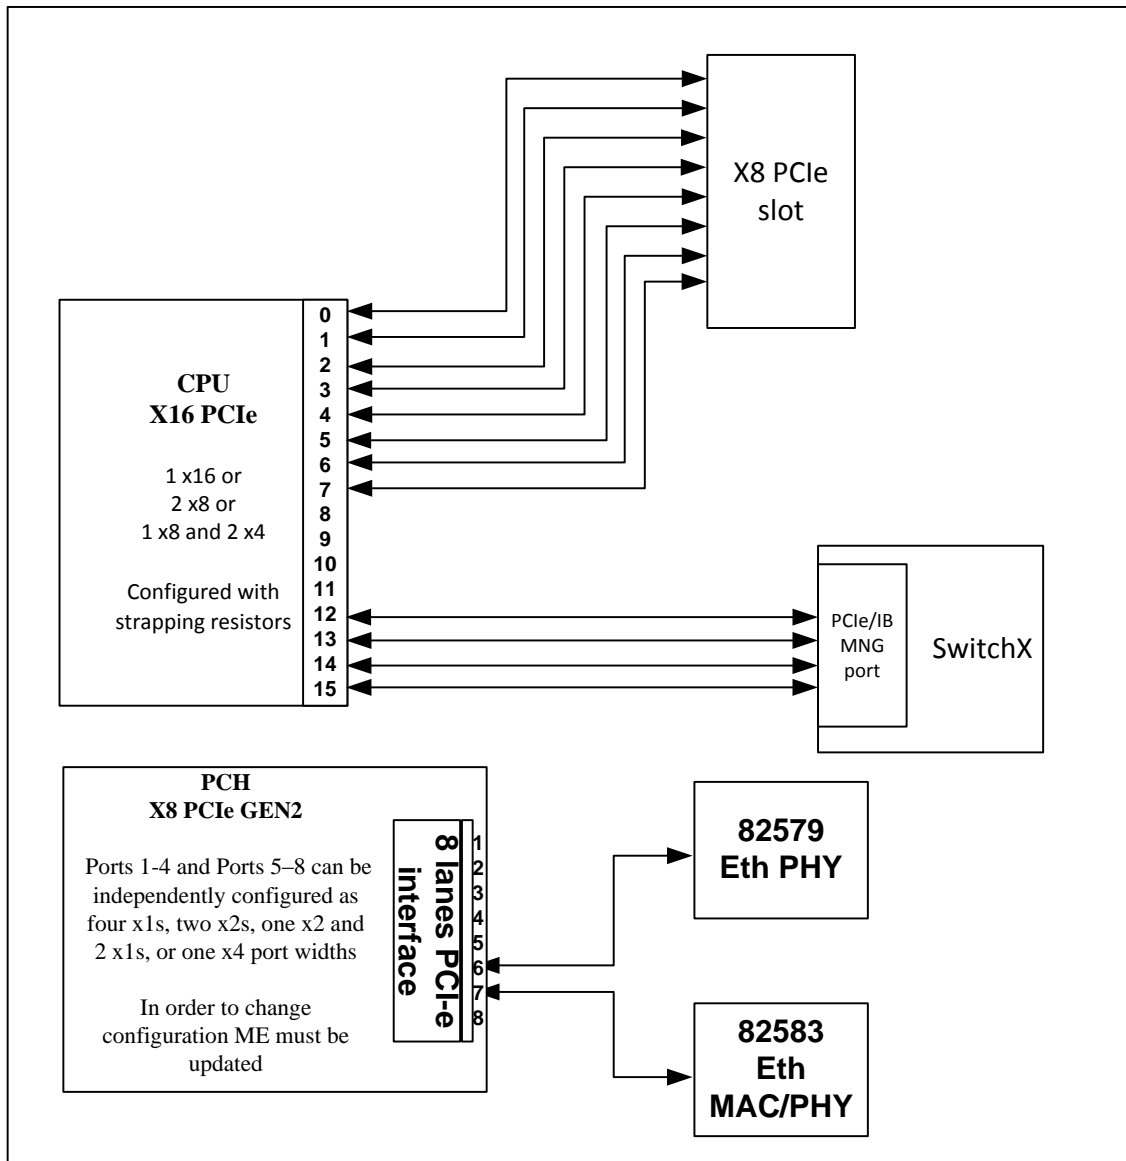 X8 PCIe
slot
CPU
X16 PCIe
1 x16 or
2 x8 or
1 x8 and 2 x4
Configured with
strapping resistors
0
1
2
3
4
5
6
7
8
9
10
11
12
13
14
15
PCIe/IB
MNG
port
SwitchX
PCH
X8 PCIe GEN2
Ports 1-4 and Ports 5–8 can be
independently configured as
four x1s, two x2s, one x2 and
2 x1s, or one x4 port widths
In order to change
configuration ME must be
updated
8 lanes PCI-e
interface
1
2
3
4
5
6
7
8
82579
Eth PHY
82583
Eth
MAC/PHY